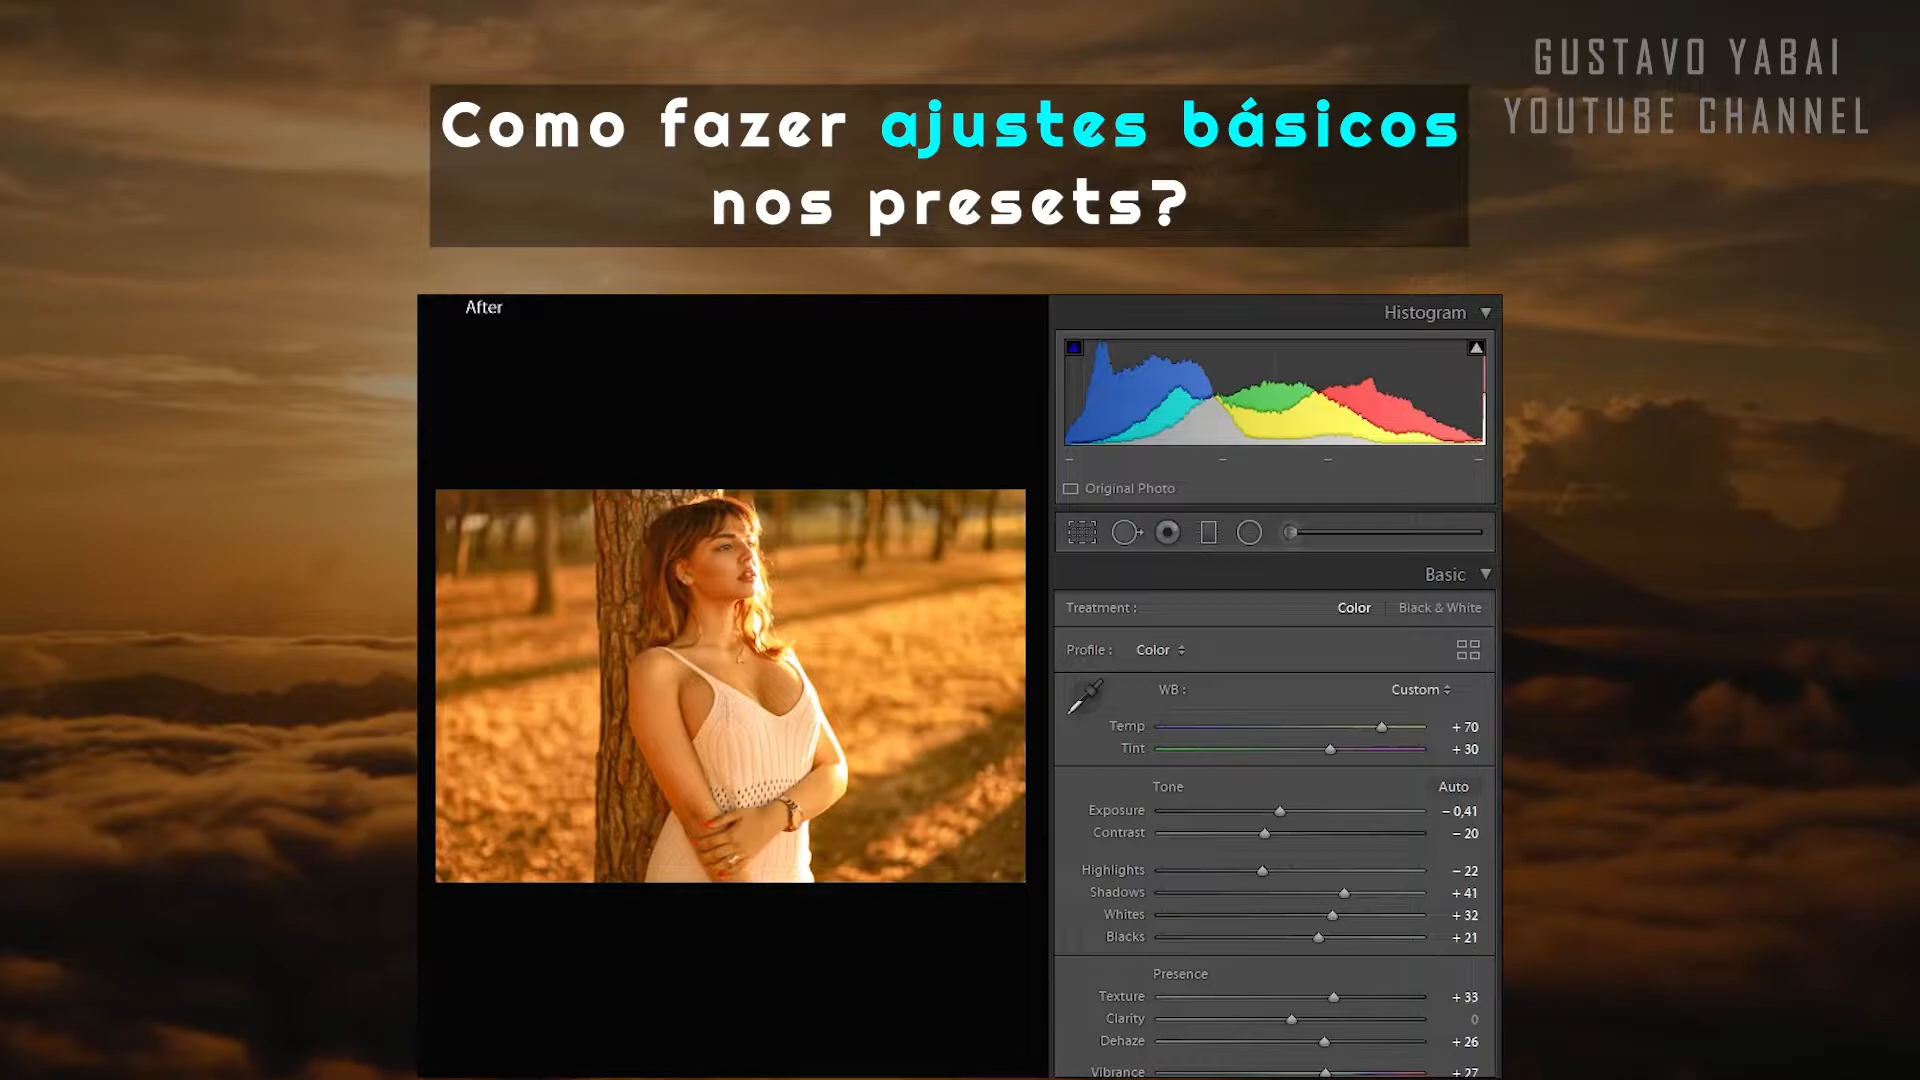 GUSTAVO YABAI
YOUTUBE CHANNEL
Como fazer ajustes básicos
nos presets?
After
Histogram
Original Photo
Basic
Treatment : Color Black & White
Profile : Color
WB : Custom
Temp + 70
Tint + 30
Tone Auto
Exposure − 0,41
Contrast − 20
Highlights − 22
Shadows + 41
Whites + 32
Blacks + 21
Presence
Texture + 33
Clarity 0
Dehaze + 26
Vibrance + 27